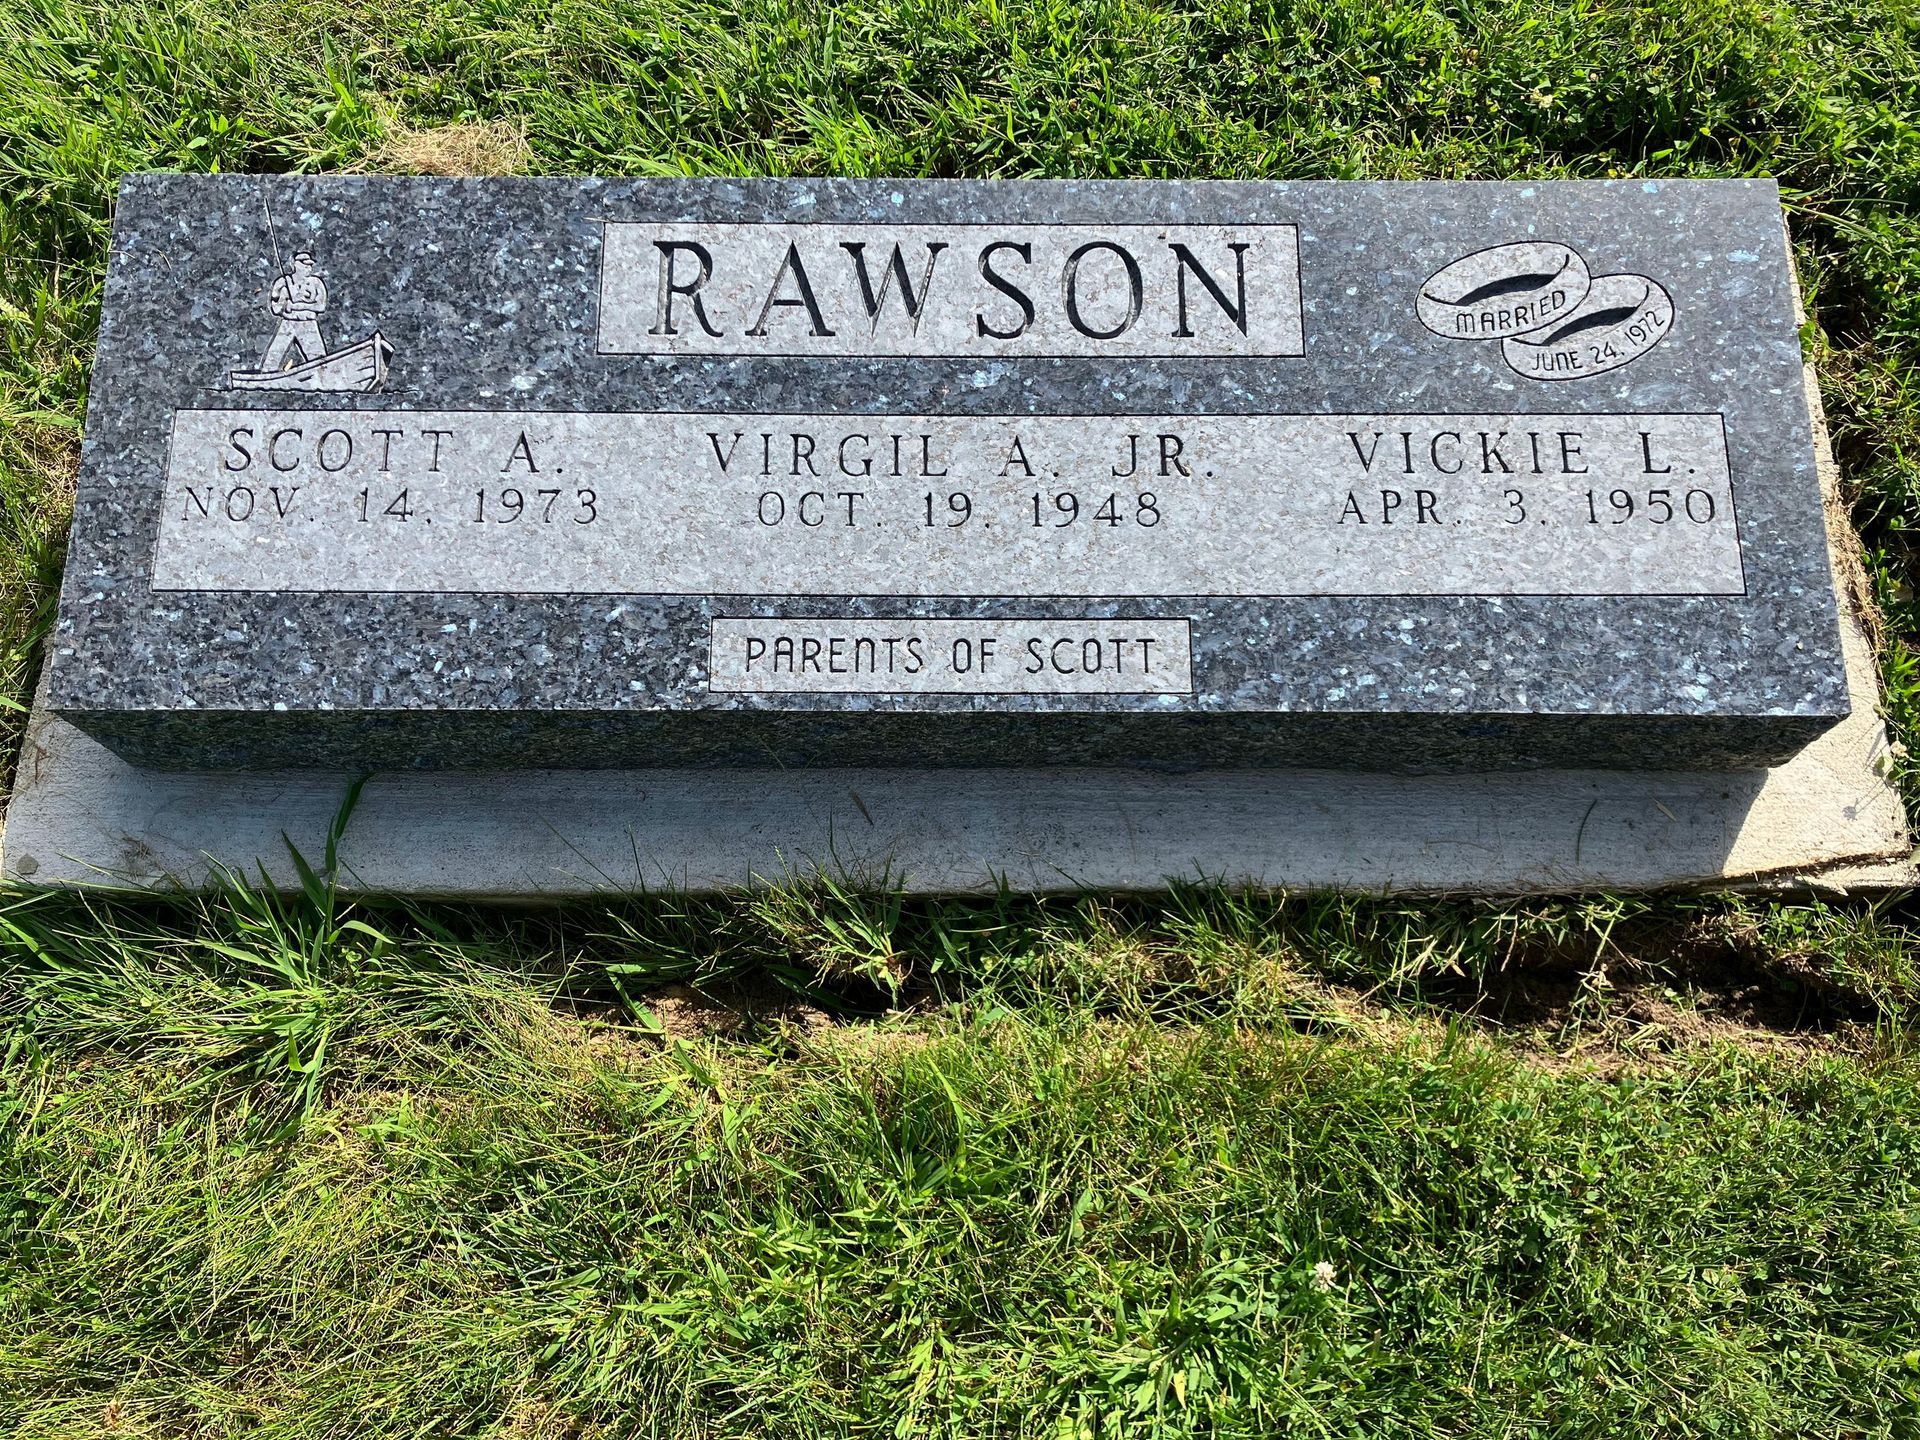 RAWSON
MARRIED
JUNE 24, 1972
SCOTT A.
NOV. 14, 1973
VIRGIL A. JR.
OCT. 19, 1948
VICKIE L.
APR. 3, 1950
PARENTS OF SCOTT